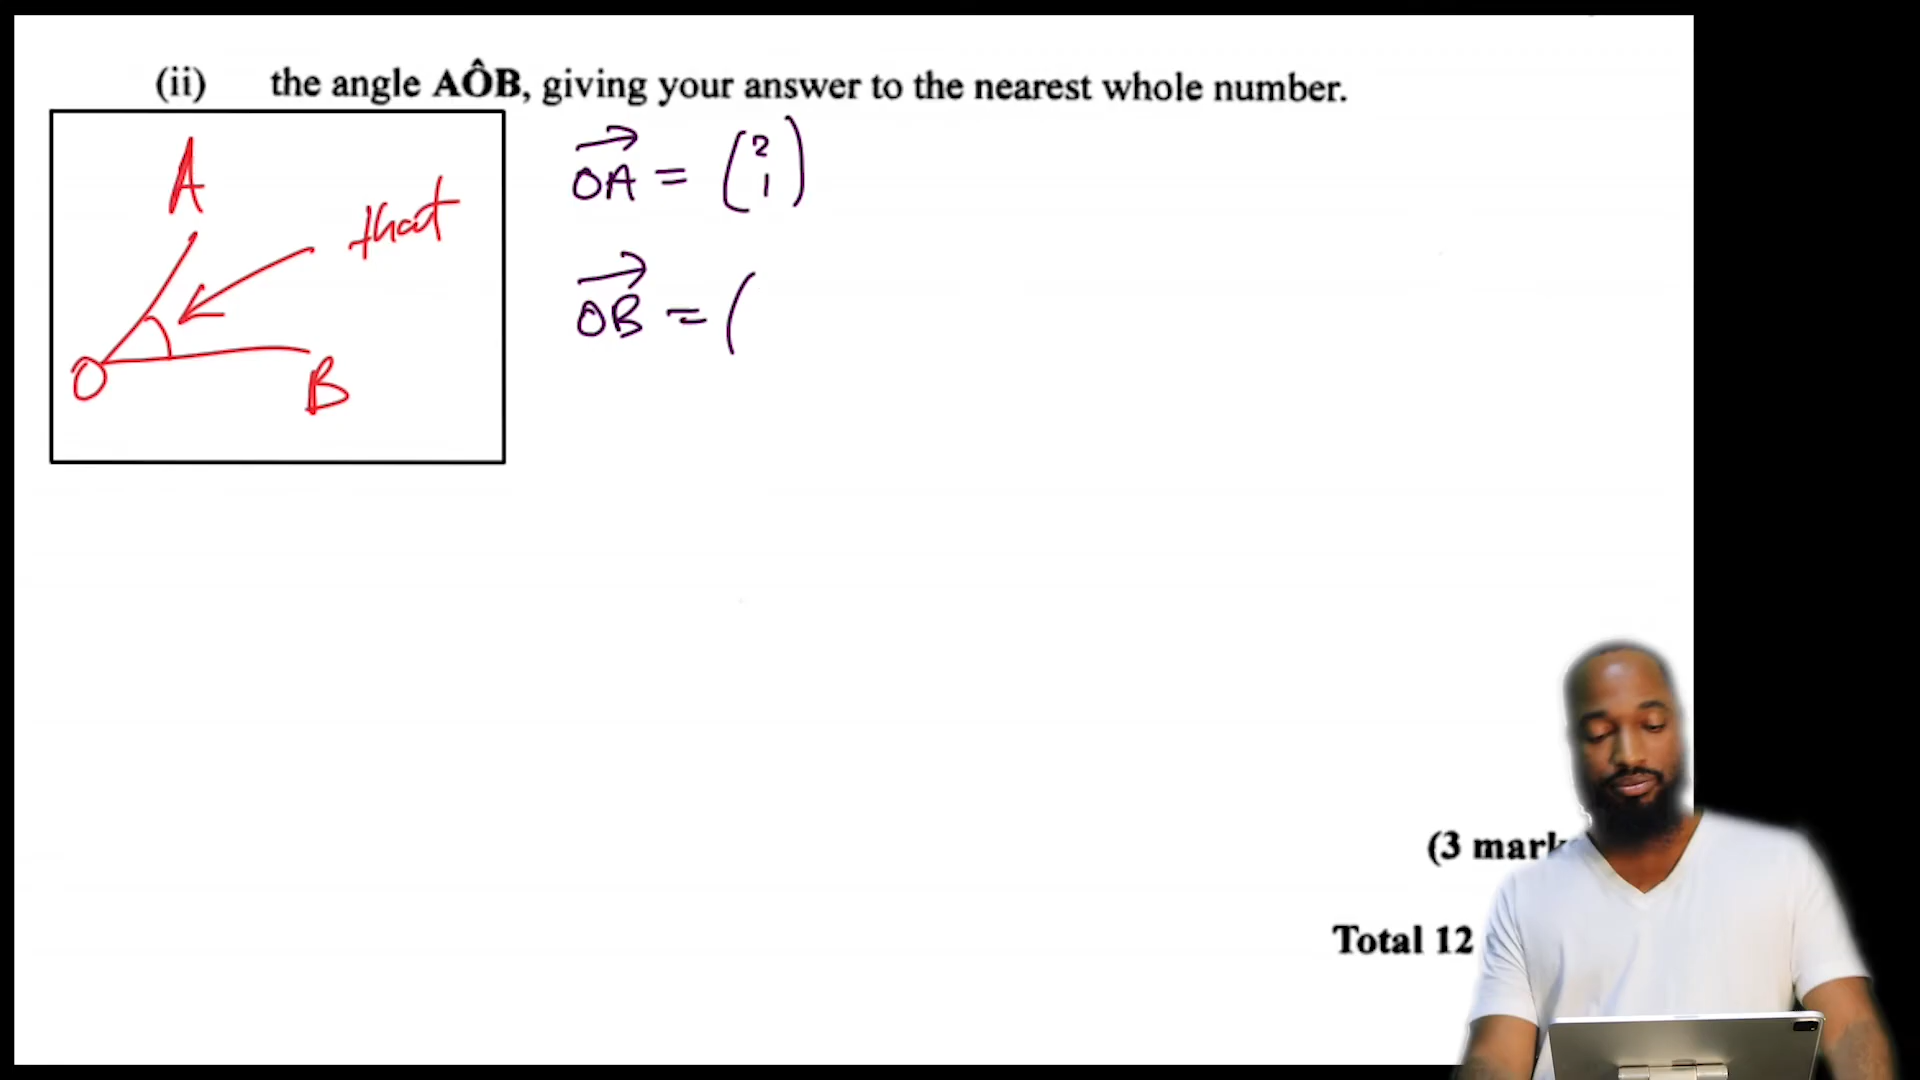 (ii) the angle AÔB, giving your answer to the nearest whole number.
A
that
O
B
OA = (2
1)
OB = (
(3 mark
Total 12